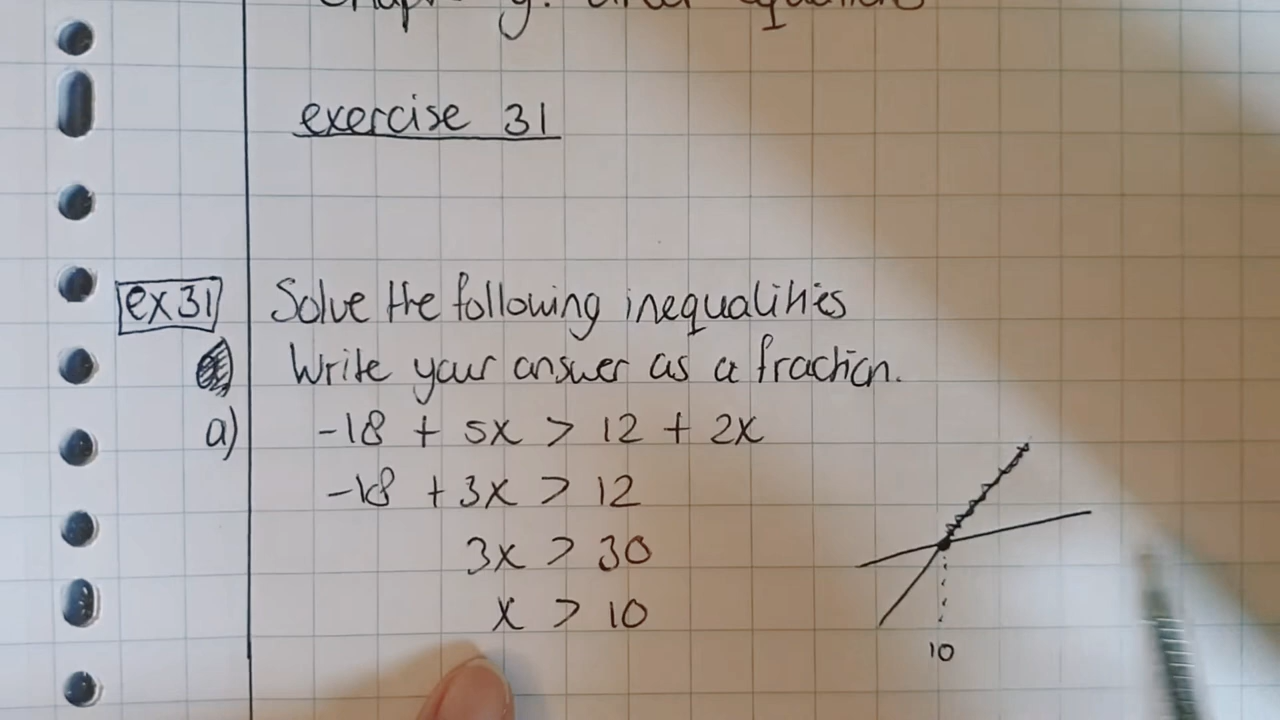 exercise 31
ex 31
Solve the following inequalities
Write your answer as a fraction.
a) -18 + 5x > 12 + 2x
-18 + 3x > 12
3x > 30
x > 10
10